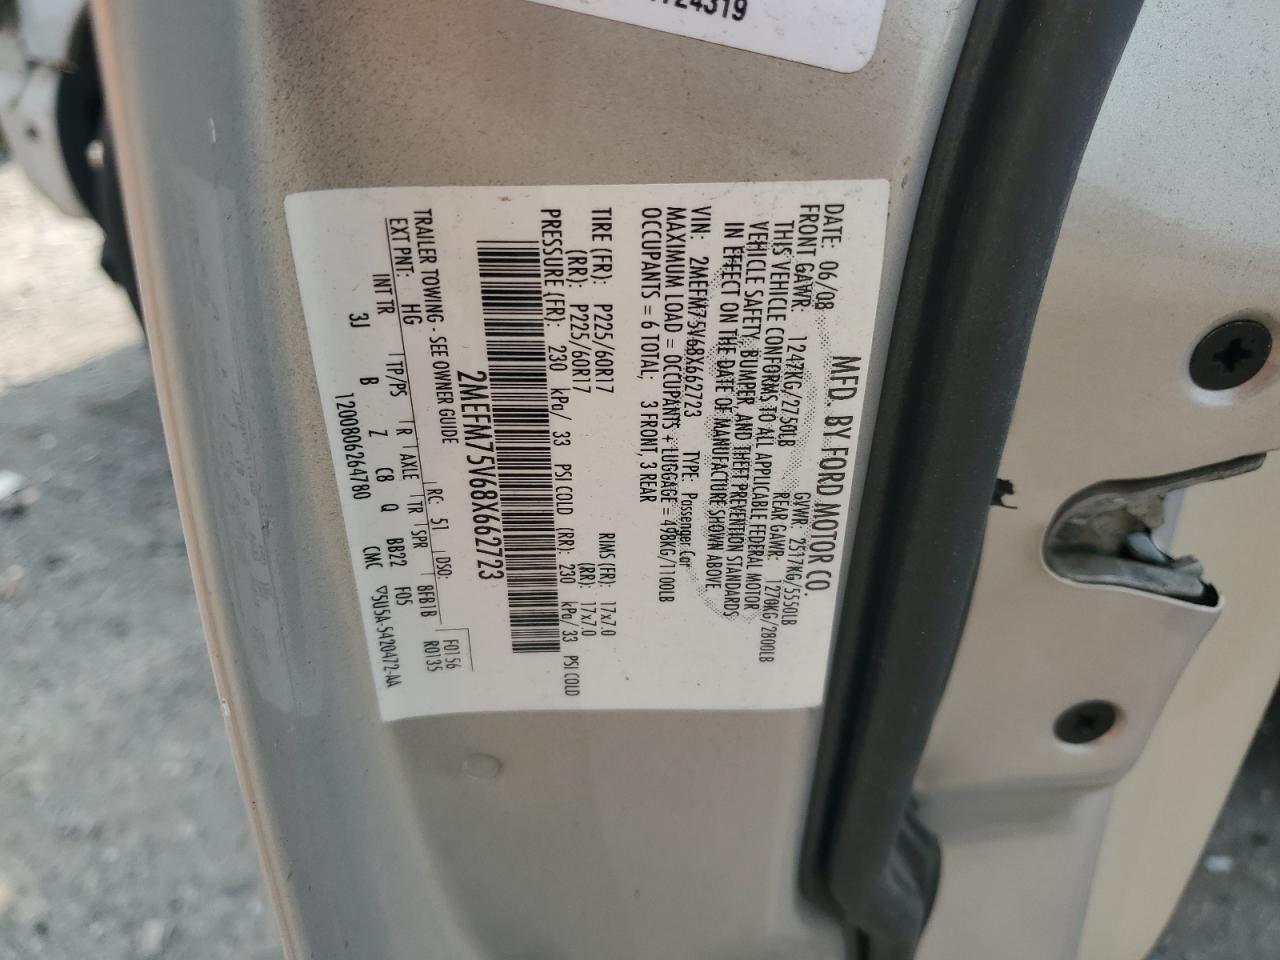 724319
MFD. BY FORD MOTOR CO.
DATE: 06/08 GVWR: 2517KG/5550LB
FRONT GAWR: 1247KG/2750LB REAR GAWR: 1270KG/2800LB
THIS VEHICLE CONFORMS TO ALL APPLICABLE FEDERAL MOTOR
VEHICLE SAFETY, BUMPER, AND THEFT PREVENTION STANDARDS
IN EFFECT ON THE DATE OF MANUFACTURE SHOWN ABOVE
VIN: 2MEFM75V68X662723 TYPE: Passenger Car
MAXIMUM LOAD = OCCUPANTS + LUGGAGE = 498KG/1100LB
OCCUPANTS = 6 TOTAL, 3 FRONT, 3 REAR
TIRE (FR): P225/60R17 RIMS (FR): 17x7.0
(RR): P225/60R17 (RR): 17x7.0
PRESSURE (FR): 230 kPa/ 33 PSI COLD (RR): 230 kPa/ 33 PSI COLD
2MEFM75V68X662723
TRAILER TOWING - SEE OWNER GUIDE
F0156
EXT PNT: HG RC: 51 DSO: R0135
INT TR TP/PS R AXLE TR SPR 8FB1B
3J B Z CB Q BB22 F05
1200806264780 CMC ▽5U5A-5420472-AA